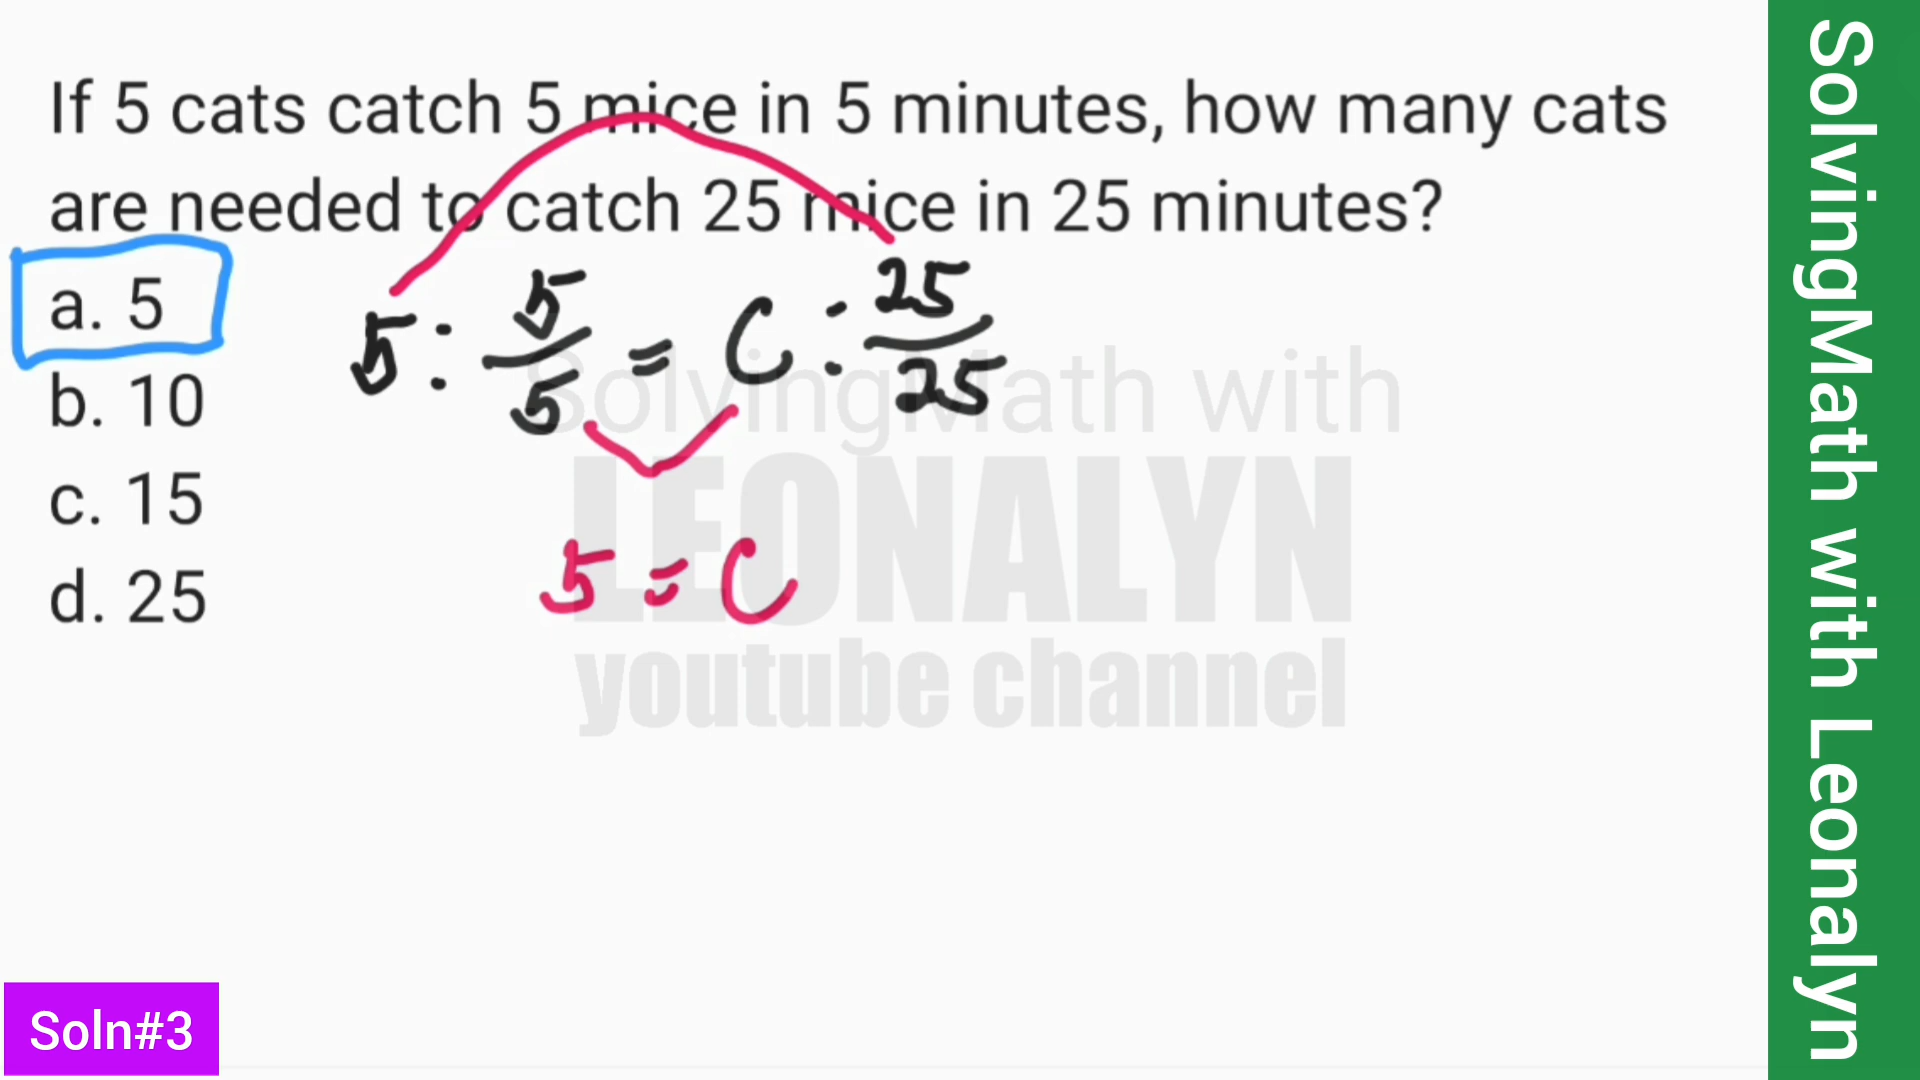 If 5 cats catch 5 mice in 5 minutes, how many cats
are needed to catch 25 mice in 25 minutes?
a. 5
b. 10
c. 15
d. 25
5 : 5/5 = C : 25/25
5 = C
SolvingMath with
LEONALYN
youtube channel
Soln#3
SolvingMath with Leonalyn